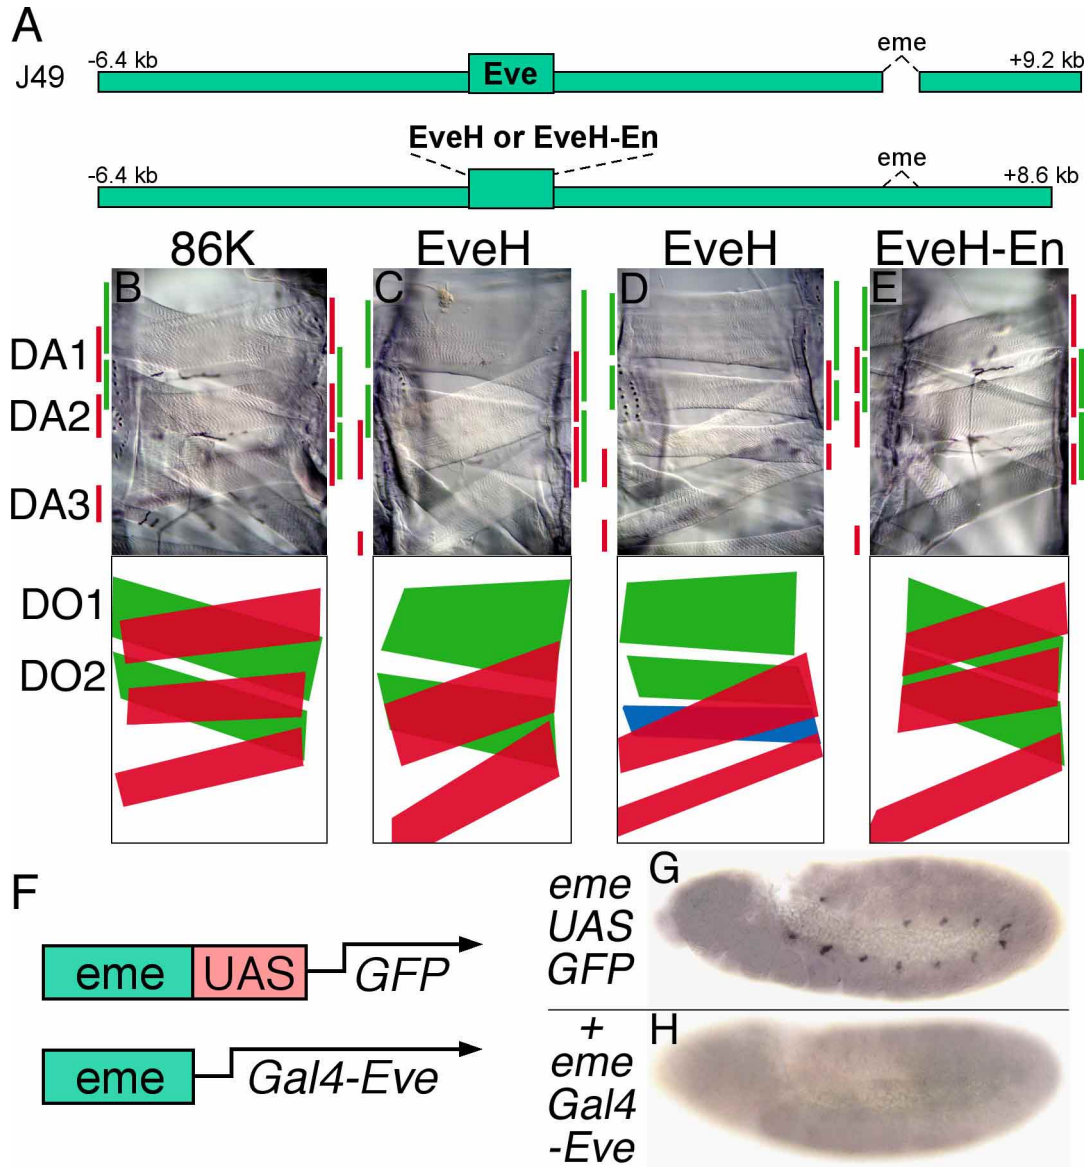 A
J49
-6.4 kb
Eve
eme
+9.2 kb
EveH or EveH-En
-6.4 kb
eme
+8.6 kb
86K
EveH
EveH
EveH-En
B
C
D
E
DA1
DA2
DA3
DO1
DO2
F
eme
UAS
GFP
eme
Gal4-Eve
eme
UAS
GFP
G
+
eme
Gal4
-Eve
H